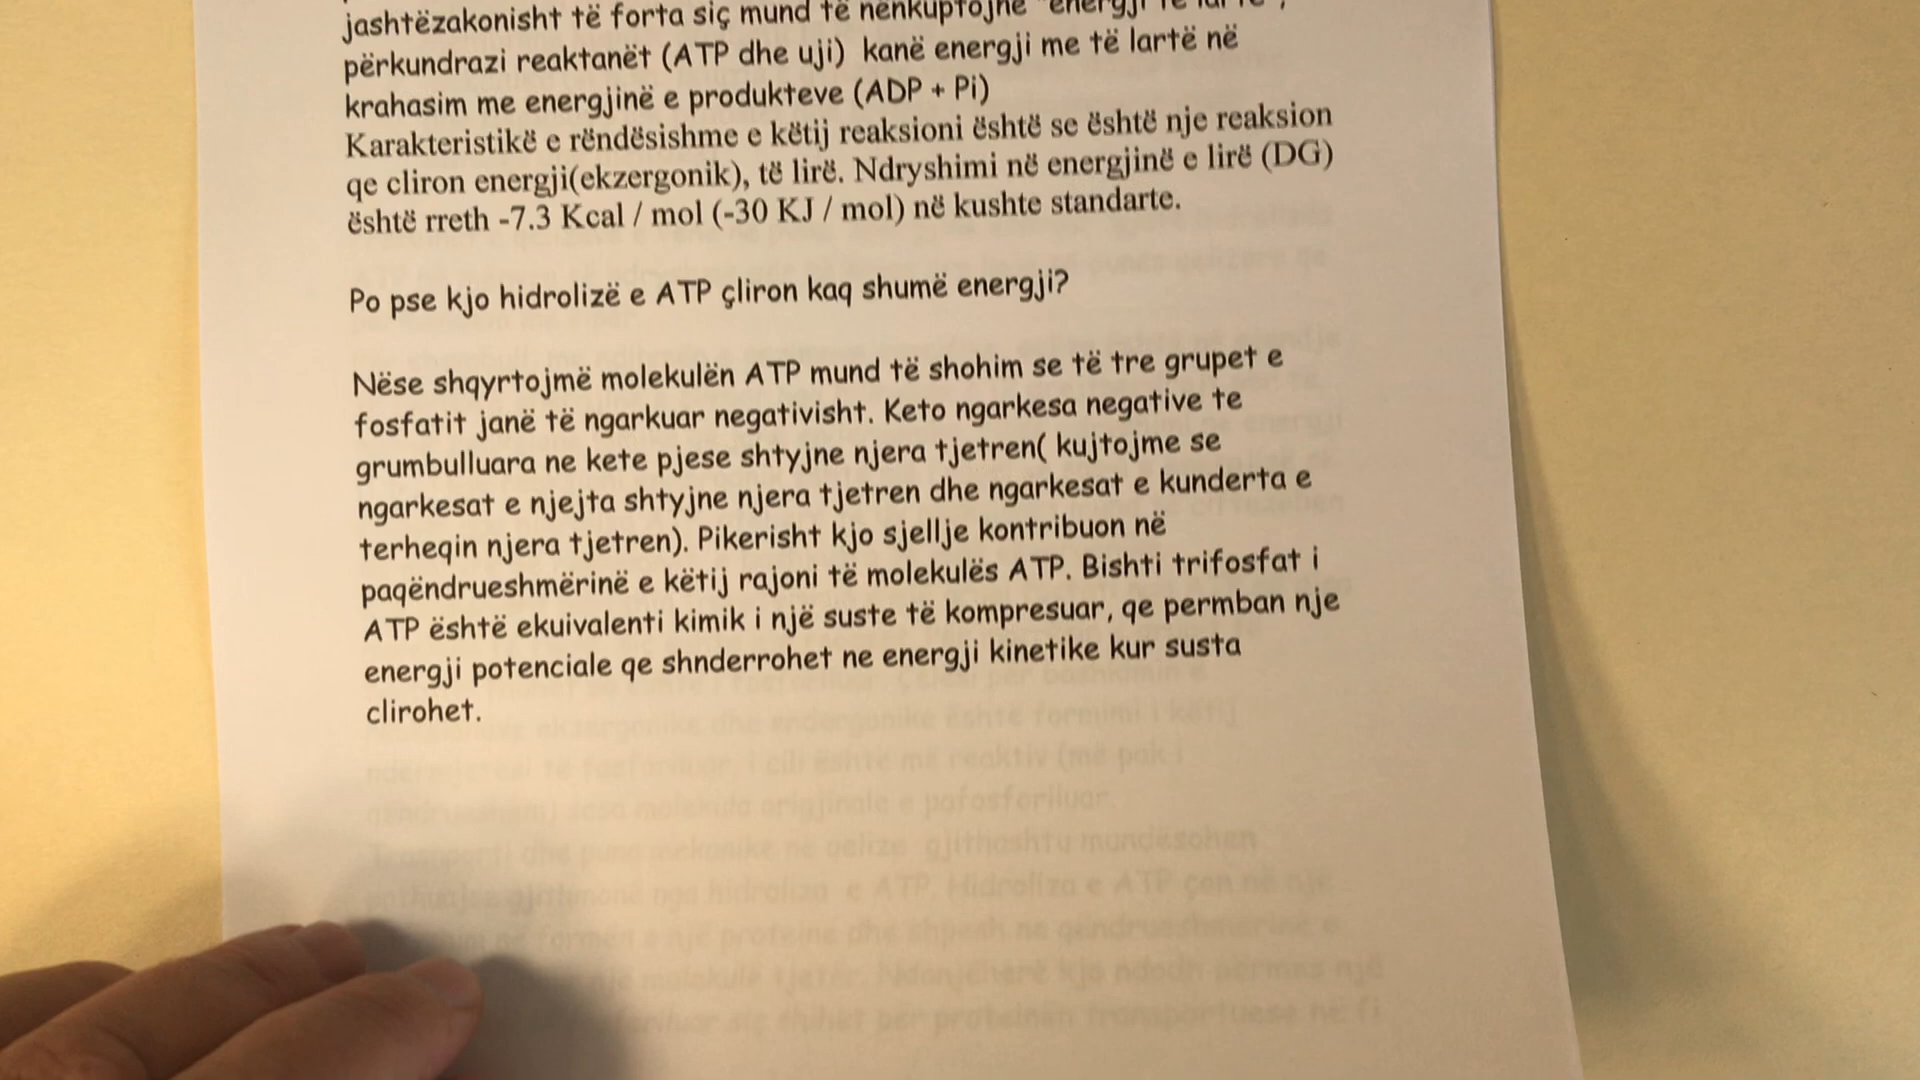 jashtëzakonisht të forta siç mund të nënkuptojnë "energji të lartë",
përkundrazi reaktanët (ATP dhe uji) kanë energji me të lartë në
krahasim me energjinë e produkteve (ADP + Pi)
Karakteristikë e rëndësishme e këtij reaksioni është se është nje reaksion
qe cliron energji(ekzergonik), të lirë. Ndryshimi në energjinë e lirë (DG)
është rreth -7.3 Kcal / mol (-30 KJ / mol) në kushte standarte.
Po pse kjo hidrolizë e ATP çliron kaq shumë energji?
Nëse shqyrtojmë molekulën ATP mund të shohim se të tre grupet e
fosfatit janë të ngarkuar negativisht. Keto ngarkesa negative te
grumbulluara ne kete pjese shtyjne njera tjetren( kujtojme se
ngarkesat e njejta shtyjne njera tjetren dhe ngarkesat e kunderta e
terheqin njera tjetren). Pikerisht kjo sjellje kontribuon në
paqëndrueshmërinë e këtij rajoni të molekulës ATP. Bishti trifosfat i
ATP është ekuivalenti kimik i një suste të kompresuar, qe permban nje
energji potenciale qe shnderrohet ne energji kinetike kur susta
clirohet.